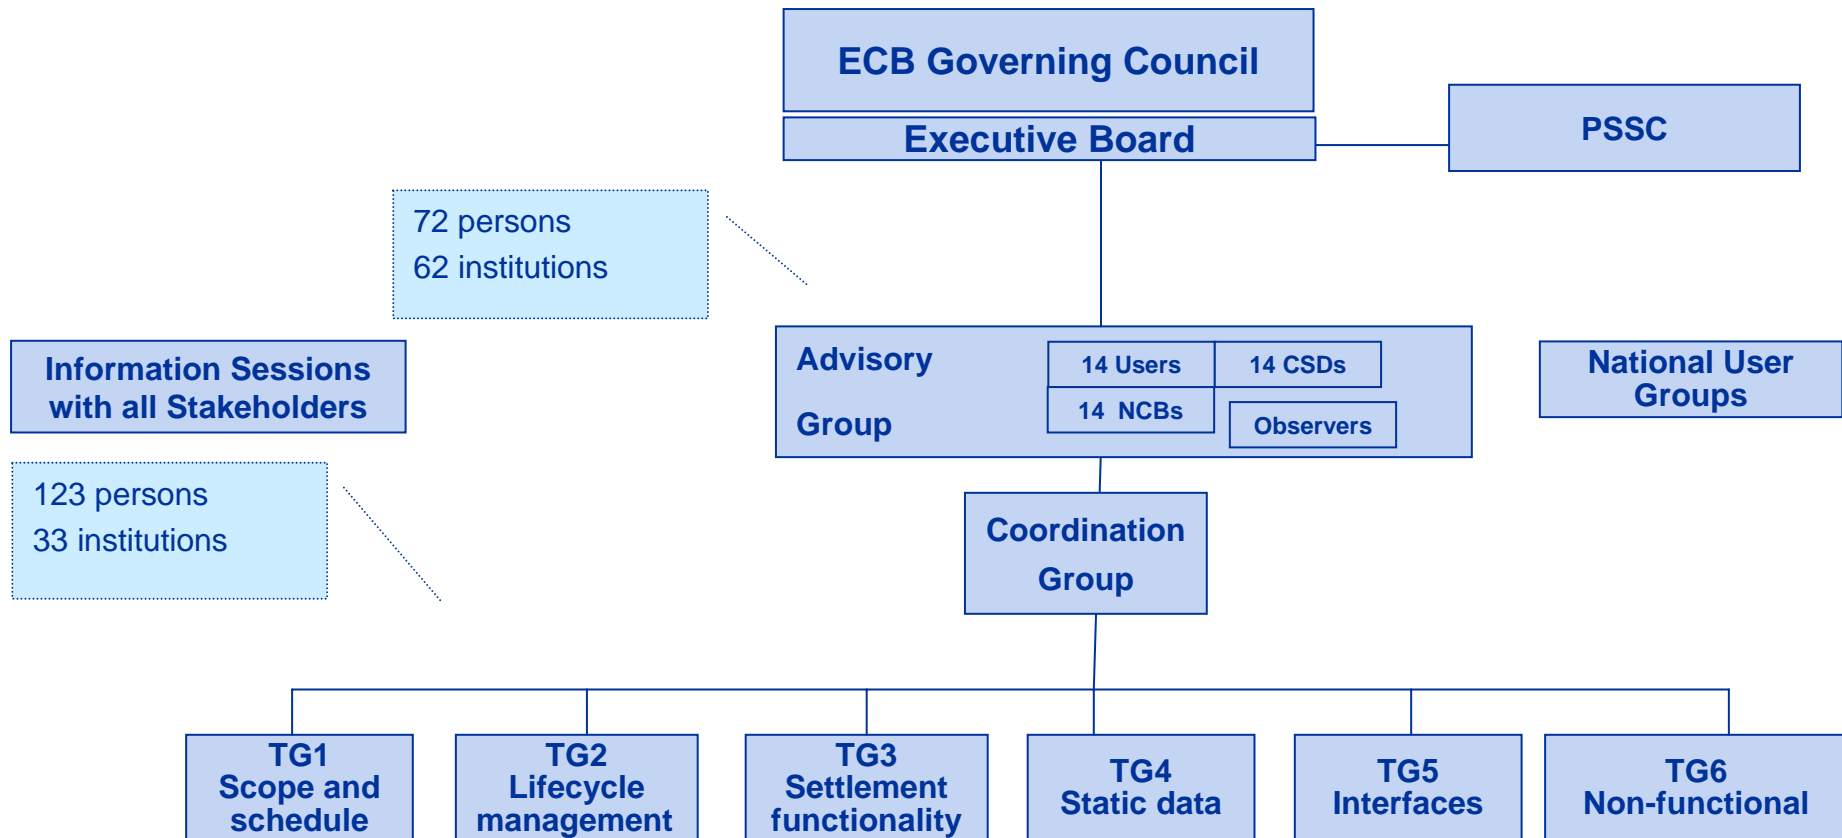 ECB Governing Council
Executive Board
PSSC
72 persons
62 institutions
Information Sessions
with all Stakeholders
Advisory
Group
14 Users
14 CSDs
14 NCBs
Observers
National User
Groups
123 persons
33 institutions
Coordination
Group
TG1
Scope and
schedule
TG2
Lifecycle
management
TG3
Settlement
functionality
TG4
Static data
TG5
Interfaces
TG6
Non-functional